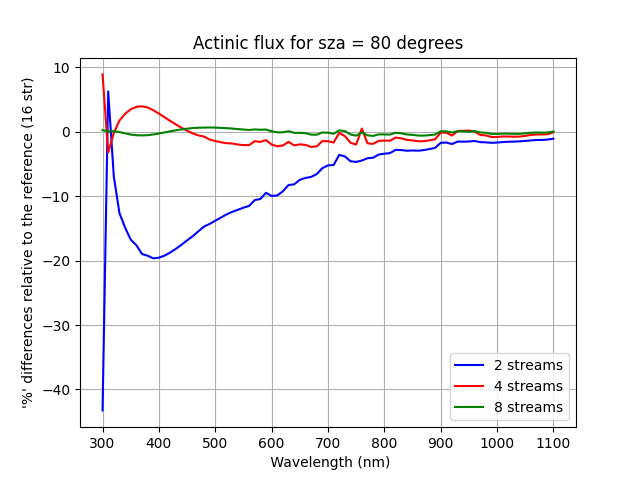 Actinic flux for sza = 80 degrees
'%' differences relative to the reference (16 str)
10
0
−10
−20
−30
−40
300 400 500 600 700 800 900 1000 1100
Wavelength (nm)
2 streams
4 streams
8 streams